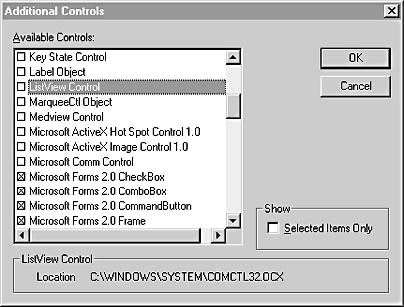 Additional Controls
Available Controls:
Key State Control
Label Object
ListView Control
MarqueeCtl Object
Medview Control
Microsoft ActiveX Hot Spot Control 1.0
Microsoft ActiveX Image Control 1.0
Microsoft Comm Control
Microsoft Forms 2.0 CheckBox
Microsoft Forms 2.0 ComboBox
Microsoft Forms 2.0 CommandButton
Microsoft Forms 2.0 Frame
OK
Cancel
Show
Selected Items Only
ListView Control
Location C:\WINDOWS\SYSTEM\COMCTL32.OCX